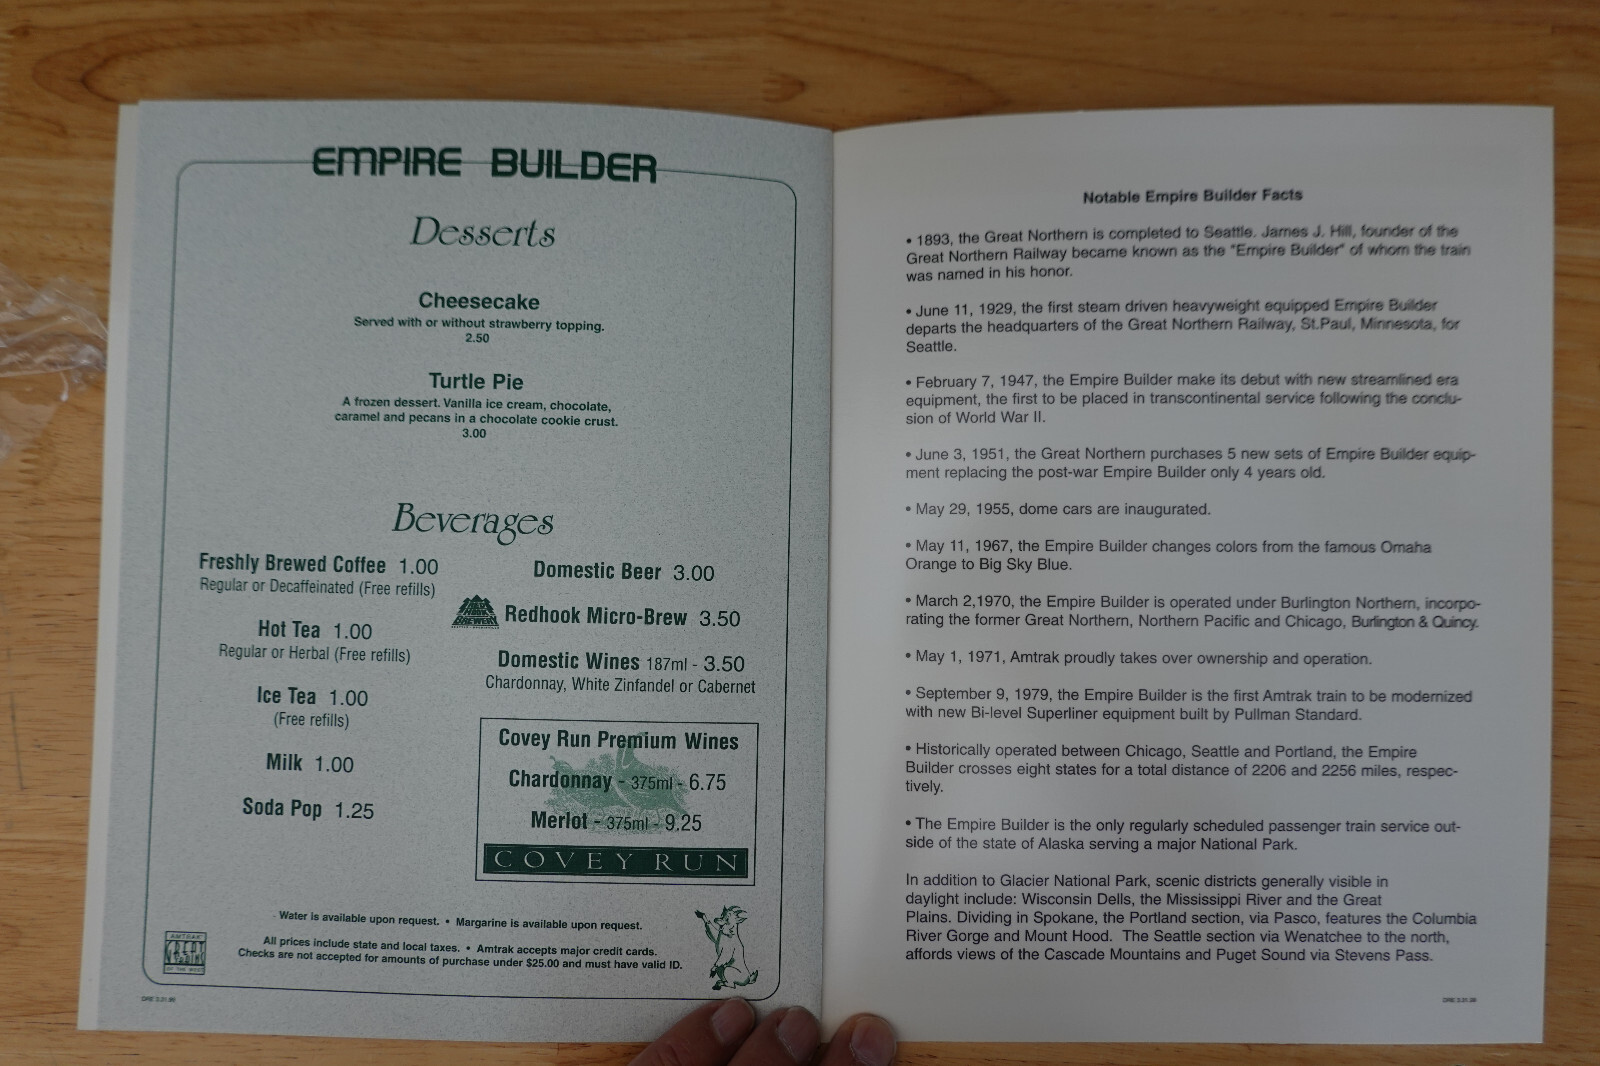 EMPIRE BUILDER
Desserts
Cheesecake
Served with or without strawberry topping.
2.50
Turtle Pie
A frozen dessert. Vanilla ice cream, chocolate,
caramel and pecans in a chocolate cookie crust.
3.00
Beverages
Freshly Brewed Coffee 1.00
Regular or Decaffeinated (Free refills)
Hot Tea 1.00
Regular or Herbal (Free refills)
Ice Tea 1.00
(Free refills)
Milk 1.00
Soda Pop 1.25
Domestic Beer 3.00
Redhook Micro-Brew 3.50
Domestic Wines 187ml - 3.50
Chardonnay, White Zinfandel or Cabernet
Covey Run Premium Wines
Chardonnay - 375ml - 6.75
Merlot - 375ml - 9.25
COVEY RUN
Water is available upon request. • Margarine is available upon request.
All prices include state and local taxes. • Amtrak accepts major credit cards.
Checks are not accepted for amounts of purchase under $25.00 and must have valid ID.
AMTRAK
GREAT
TRAINS
OF THE WEST
Notable Empire Builder Facts
• 1893, the Great Northern is completed to Seattle. James J. Hill, founder of the
Great Northern Railway became known as the "Empire Builder" of whom the train
was named in his honor.
• June 11, 1929, the first steam driven heavyweight equipped Empire Builder
departs the headquarters of the Great Northern Railway, St.Paul, Minnesota, for
Seattle.
• February 7, 1947, the Empire Builder make its debut with new streamlined era
equipment, the first to be placed in transcontinental service following the conclu-
sion of World War II.
• June 3, 1951, the Great Northern purchases 5 new sets of Empire Builder equip-
ment replacing the post-war Empire Builder only 4 years old.
• May 29, 1955, dome cars are inaugurated.
• May 11, 1967, the Empire Builder changes colors from the famous Omaha
Orange to Big Sky Blue.
• March 2,1970, the Empire Builder is operated under Burlington Northern, incorpo-
rating the former Great Northern, Northern Pacific and Chicago, Burlington & Quincy.
• May 1, 1971, Amtrak proudly takes over ownership and operation.
• September 9, 1979, the Empire Builder is the first Amtrak train to be modernized
with new Bi-level Superliner equipment built by Pullman Standard.
• Historically operated between Chicago, Seattle and Portland, the Empire
Builder crosses eight states for a total distance of 2206 and 2256 miles, respec-
tively.
• The Empire Builder is the only regularly scheduled passenger train service out-
side of the state of Alaska serving a major National Park.
In addition to Glacier National Park, scenic districts generally visible in
daylight include: Wisconsin Dells, the Mississippi River and the Great
Plains. Dividing in Spokane, the Portland section, via Pasco, features the Columbia
River Gorge and Mount Hood. The Seattle section via Wenatchee to the north,
affords views of the Cascade Mountains and Puget Sound via Stevens Pass.